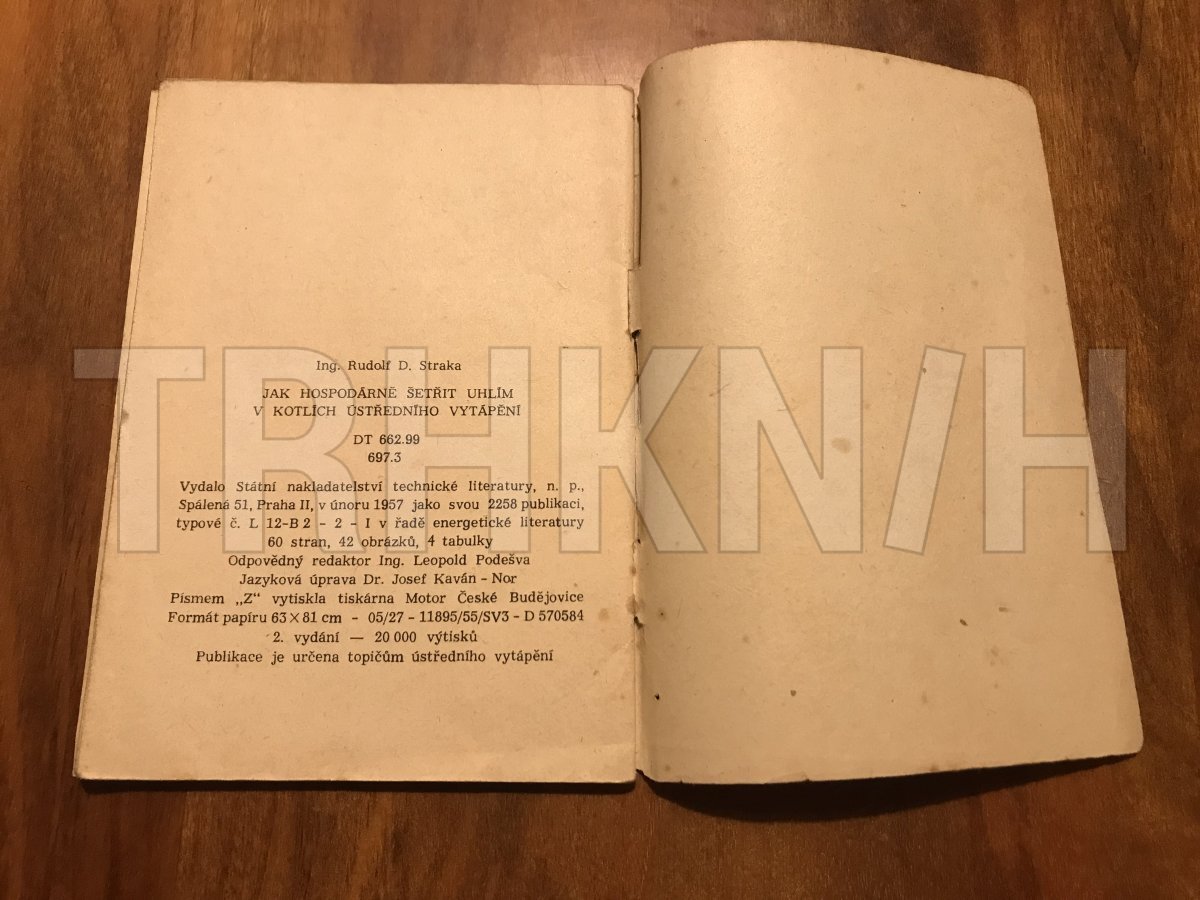 Ing. Rudolf D. Straka
JAK HOSPODÁRNĚ ŠETŘIT UHLÍM
V KOTLÍCH ÚSTŘEDNÍHO VYTÁPĚNÍ
DT 662.99
697.3
Vydalo Státní nakladatelství technické literatury, n. p.,
Spálená 51, Praha II, v únoru 1957 jako svou 2258 publikaci,
typové č. L 12-B 2 - 2 - I v řadě energetické literatury
60 stran, 42 obrázků, 4 tabulky
Odpovědný redaktor Ing. Leopold Podešva
Jazyková úprava Dr. Josef Kaván - Nor
Písmem „Z" vytiskla tiskárna Motor České Budějovice
Formát papíru 63 × 81 cm - 05/27 - 11895/55/SV3 - D 570584
2. vydání — 20 000 výtisků
Publikace je určena topičům ústředního vytápění
TRHKN/H